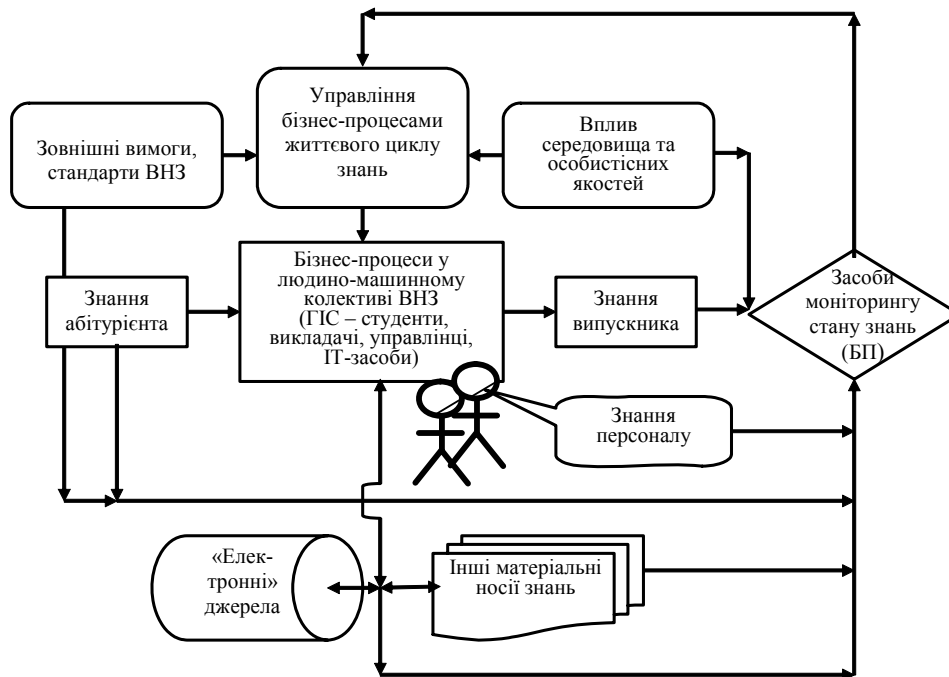 Управління
бізнес-процесами
життєвого циклу
знань
Зовнішні вимоги,
стандарти ВНЗ
Вплив
середовища та
особистісних
якостей
Знання
абітурієнта
Бізнес-процеси у
людино-машинному
колективі ВНЗ
(ГІС – студенти,
викладачі, управлінці,
ІТ-засоби)
Знання
випускника
Засоби
моніторингу
стану знань
(БП)
Знання
персоналу
«Елек-
тронні»
джерела
Інші матеріальні
носії знань